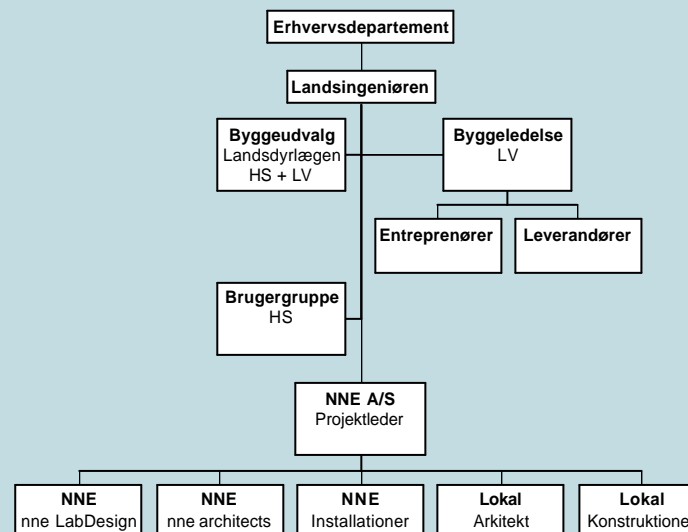 Erhvervsdepartement
Landsingeniøren
Byggeudvalg
Landsdyrlægen
HS + LV
Byggeledelse
LV
Entreprenører
Leverandører
Brugergruppe
HS
NNE A/S
Projektleder
NNE
nne LabDesign
NNE
nne architects
NNE
Installationer
Lokal
Arkitekt
Lokal
Konstruktione